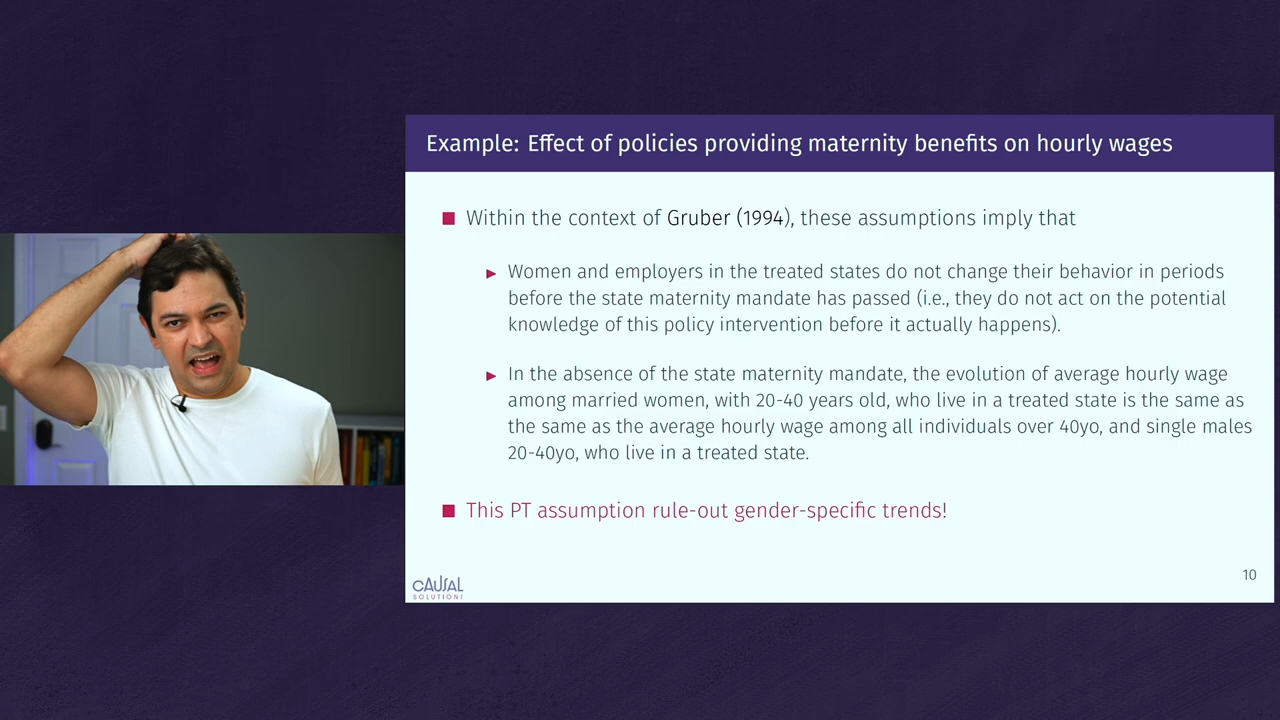 Example: Effect of policies providing maternity benefits on hourly wages
Within the context of Gruber (1994), these assumptions imply that
Women and employers in the treated states do not change their behavior in periods
before the state maternity mandate has passed (i.e., they do not act on the potential
knowledge of this policy intervention before it actually happens).
In the absence of the state maternity mandate, the evolution of average hourly wage
among married women, with 20-40 years old, who live in a treated state is the same as
the same as the average hourly wage among all individuals over 40yo, and single males
20-40yo, who live in a treated state.
This PT assumption rule-out gender-specific trends!
10
CAUSAL
SOLUTIONS